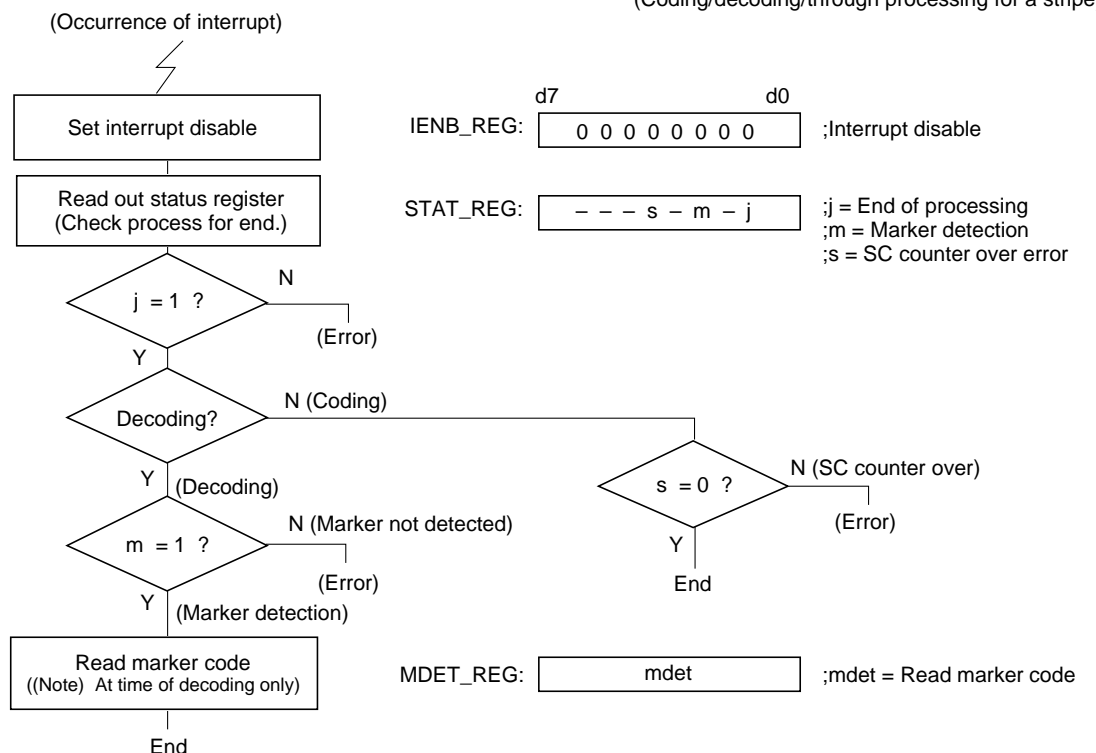 (Coding/decoding/through processing for a stripe
(Occurrence of interrupt)
d7 d0
Set interrupt disable
IENB_REG: 0 0 0 0 0 0 0 0 ;Interrupt disable
Read out status register
(Check process for end.)
STAT_REG: – – – s – m – j ;j = End of processing
;m = Marker detection
;s = SC counter over error
j = 1 ?
N
(Error)
Y
Decoding?
N (Coding)
Y
(Decoding)
s = 0 ?
N (SC counter over)
(Error)
Y
End
m = 1 ?
N (Marker not detected)
(Error)
Y
(Marker detection)
Read marker code
((Note) At time of decoding only)
MDET_REG: mdet ;mdet = Read marker code
End